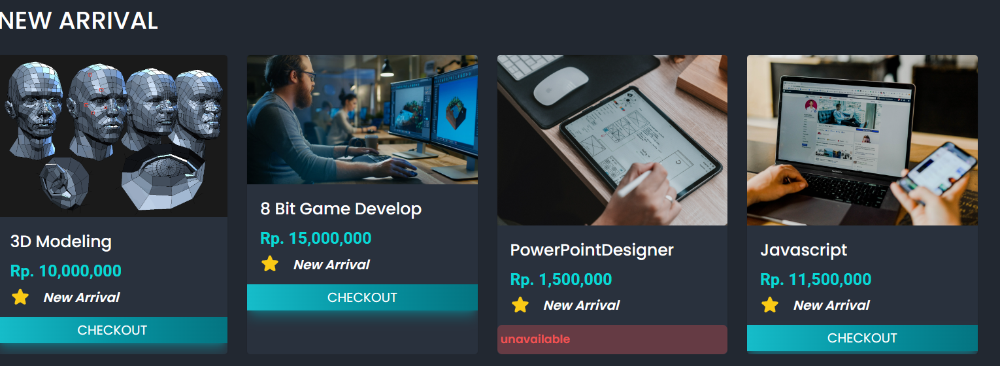 NEW ARRIVAL
3D Modeling
Rp. 10,000,000
New Arrival
CHECKOUT
8 Bit Game Develop
Rp. 15,000,000
New Arrival
CHECKOUT
PowerPointDesigner
Rp. 1,500,000
New Arrival
unavailable
Javascript
Rp. 11,500,000
New Arrival
CHECKOUT